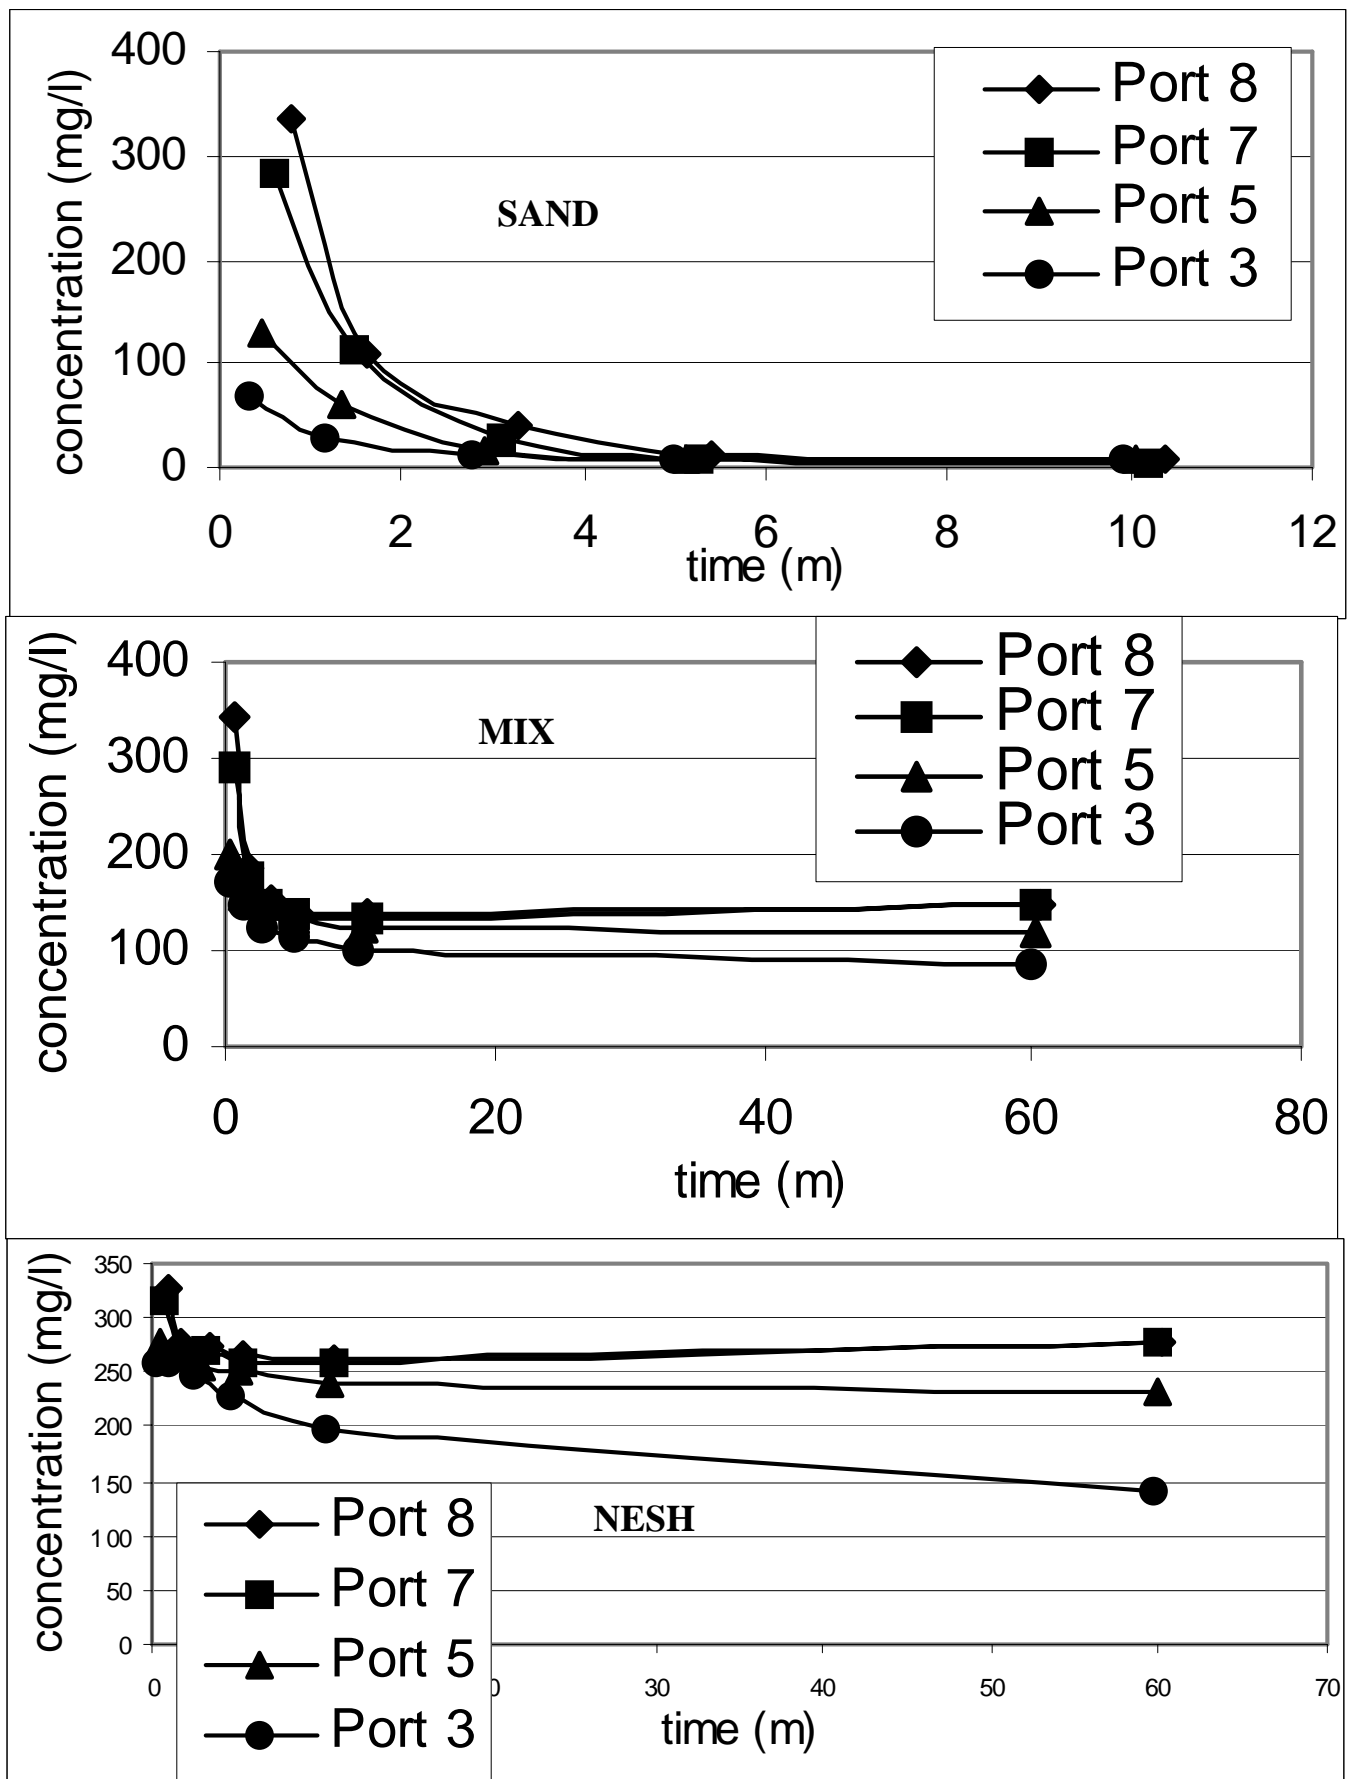 concentration (mg/l)
400
300
200
100
0
SAND
Port 8
Port 7
Port 5
Port 3
0 2 4 6 8 10 12
time (m)
concentration (mg/l)
400
300
200
100
0
MIX
Port 8
Port 7
Port 5
Port 3
0 20 40 60 80
time (m)
concentration (mg/l)
350
300
250
200
150
100
50
0
NESH
Port 8
Port 7
Port 5
Port 3
0 30 40 50 60 70
time (m)